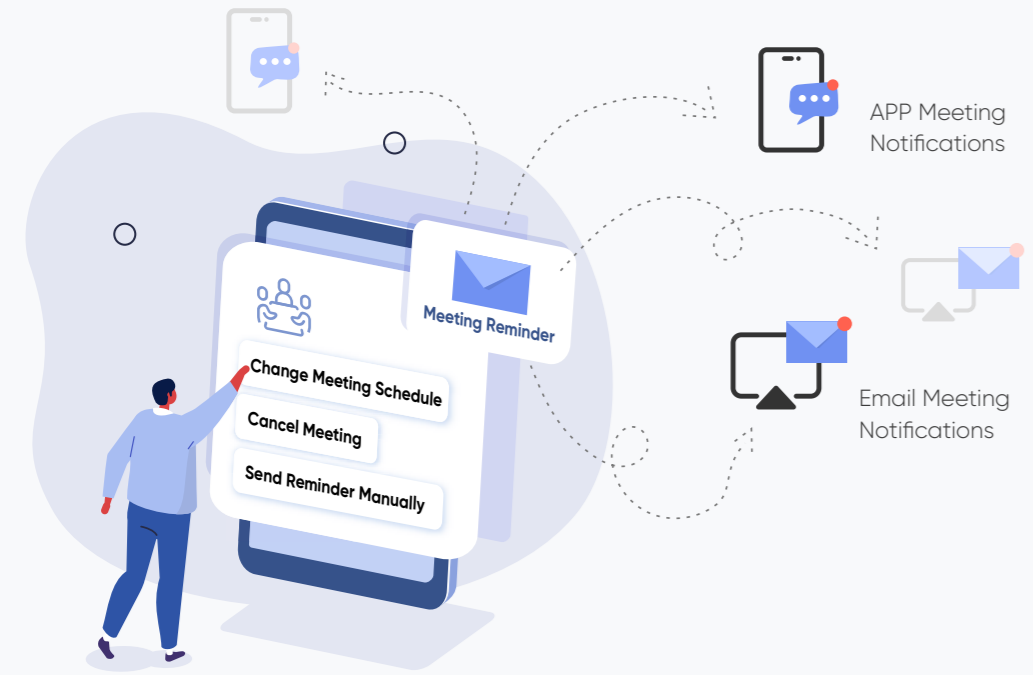 APP Meeting
Notifications
Meeting Reminder
Change Meeting Schedule
Cancel Meeting
Send Reminder Manually
Email Meeting
Notifications